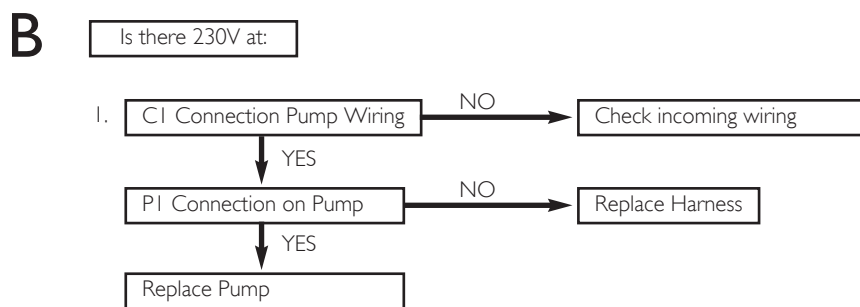 B
Is there 230V at:
1. C1 Connection Pump Wiring NO Check incoming wiring
YES
P1 Connection on Pump NO Replace Harness
YES
Replace Pump